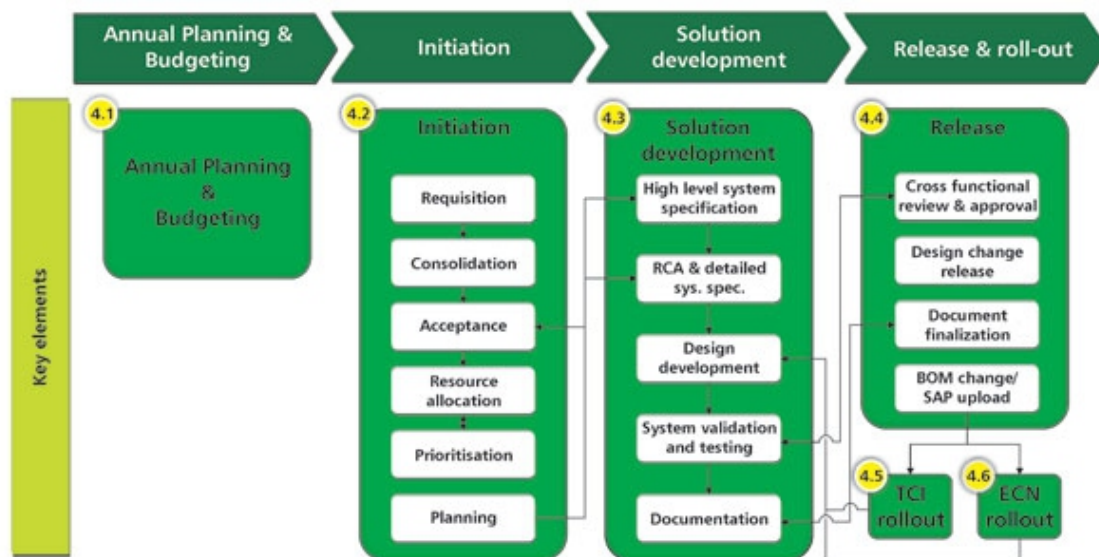 Annual Planning &
Budgeting
Initiation
Solution
development
Release & roll-out
Key elements
4.1
Annual Planning
&
Budgeting
4.2
Initiation
Requisition
Consolidation
Acceptance
Resource
allocation
Prioritisation
Planning
4.3
Solution
development
High level system
specification
RCA & detailed
sys. spec.
Design
development
System validation
and testing
Documentation
4.4
Release
Cross functional
review & approval
Design change
release
Document
finalization
BOM change/
SAP upload
4.5
TCI
rollout
4.6
ECN
rollout